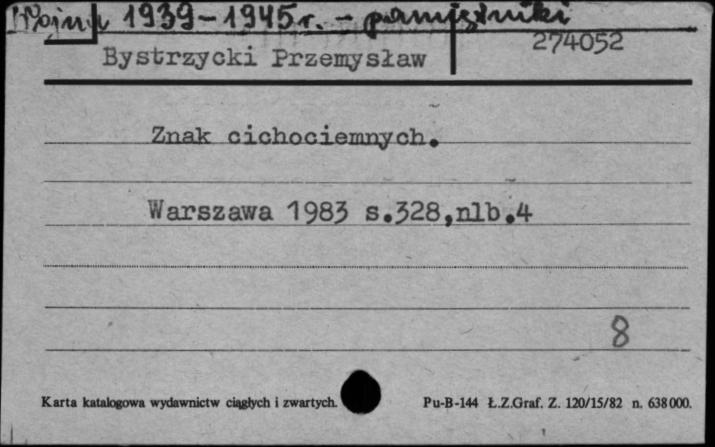 Wojna 1939-1945r. - pamiętniki
274052
Bystrzycki Przemysław
Znak cichociemnych.
Warszawa 1983 s.328,nlb.4
8
Karta katalogowa wydawnictw ciągłych i zwartych.
Pu-B-144 Ł.Z.Graf. Z. 120/15/82 n. 638000.